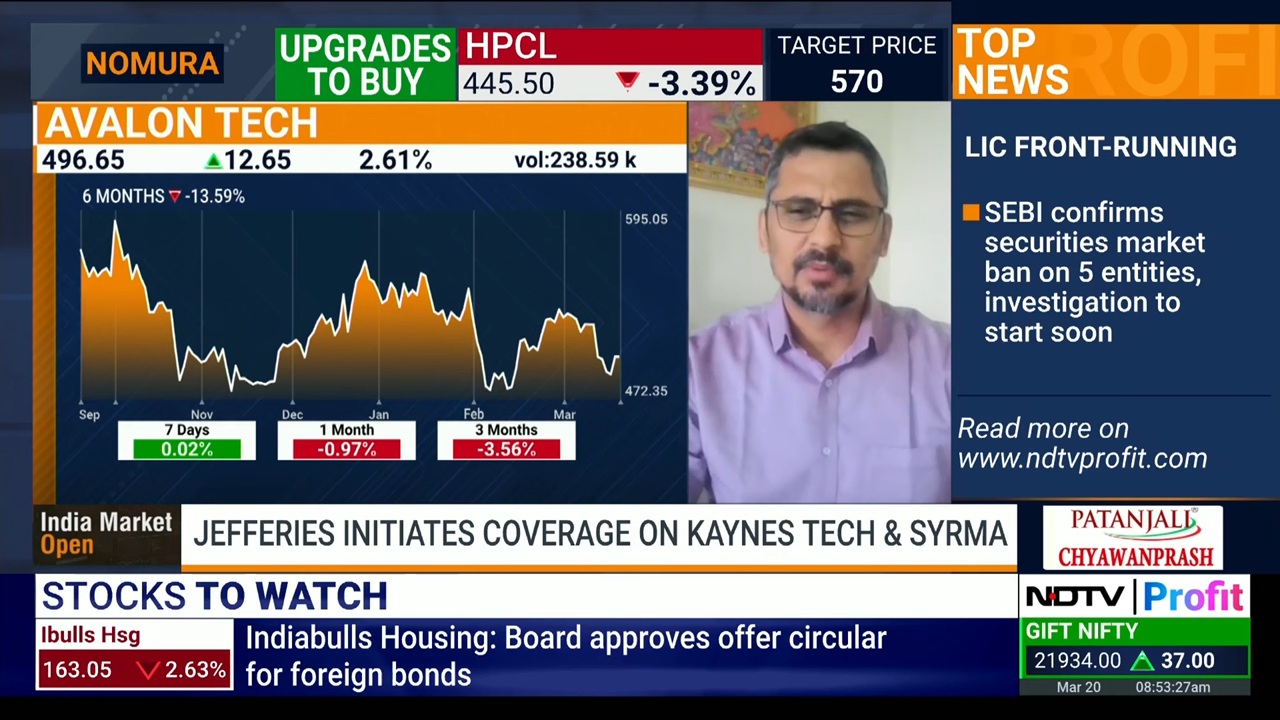 NOMURA
UPGRADES
TO BUY
HPCL
445.50 ▼ -3.39%
TARGET PRICE
570
TOP
NEWS
PROFI
AVALON TECH
496.65 ▲12.65 2.61% vol:238.59 k
6 MONTHS ▼ -13.59%
595.05
472.35
Sep Nov Dec Jan Feb Mar
7 Days
0.02%
1 Month
-0.97%
3 Months
-3.56%
LIC FRONT-RUNNING
SEBI confirms
securities market
ban on 5 entities,
investigation to
start soon
Read more on
www.ndtvprofit.com
India Market
Open
JEFFERIES INITIATES COVERAGE ON KAYNES TECH & SYRMA
PATANJALI®
CHYAWANPRASH
STOCKS TO WATCH
Ibulls Hsg
163.05 2.63%
Indiabulls Housing: Board approves offer circular
for foreign bonds
NDTV Profit
GIFT NIFTY
21934.00 ▲ 37.00
Mar 20 08:53:27am